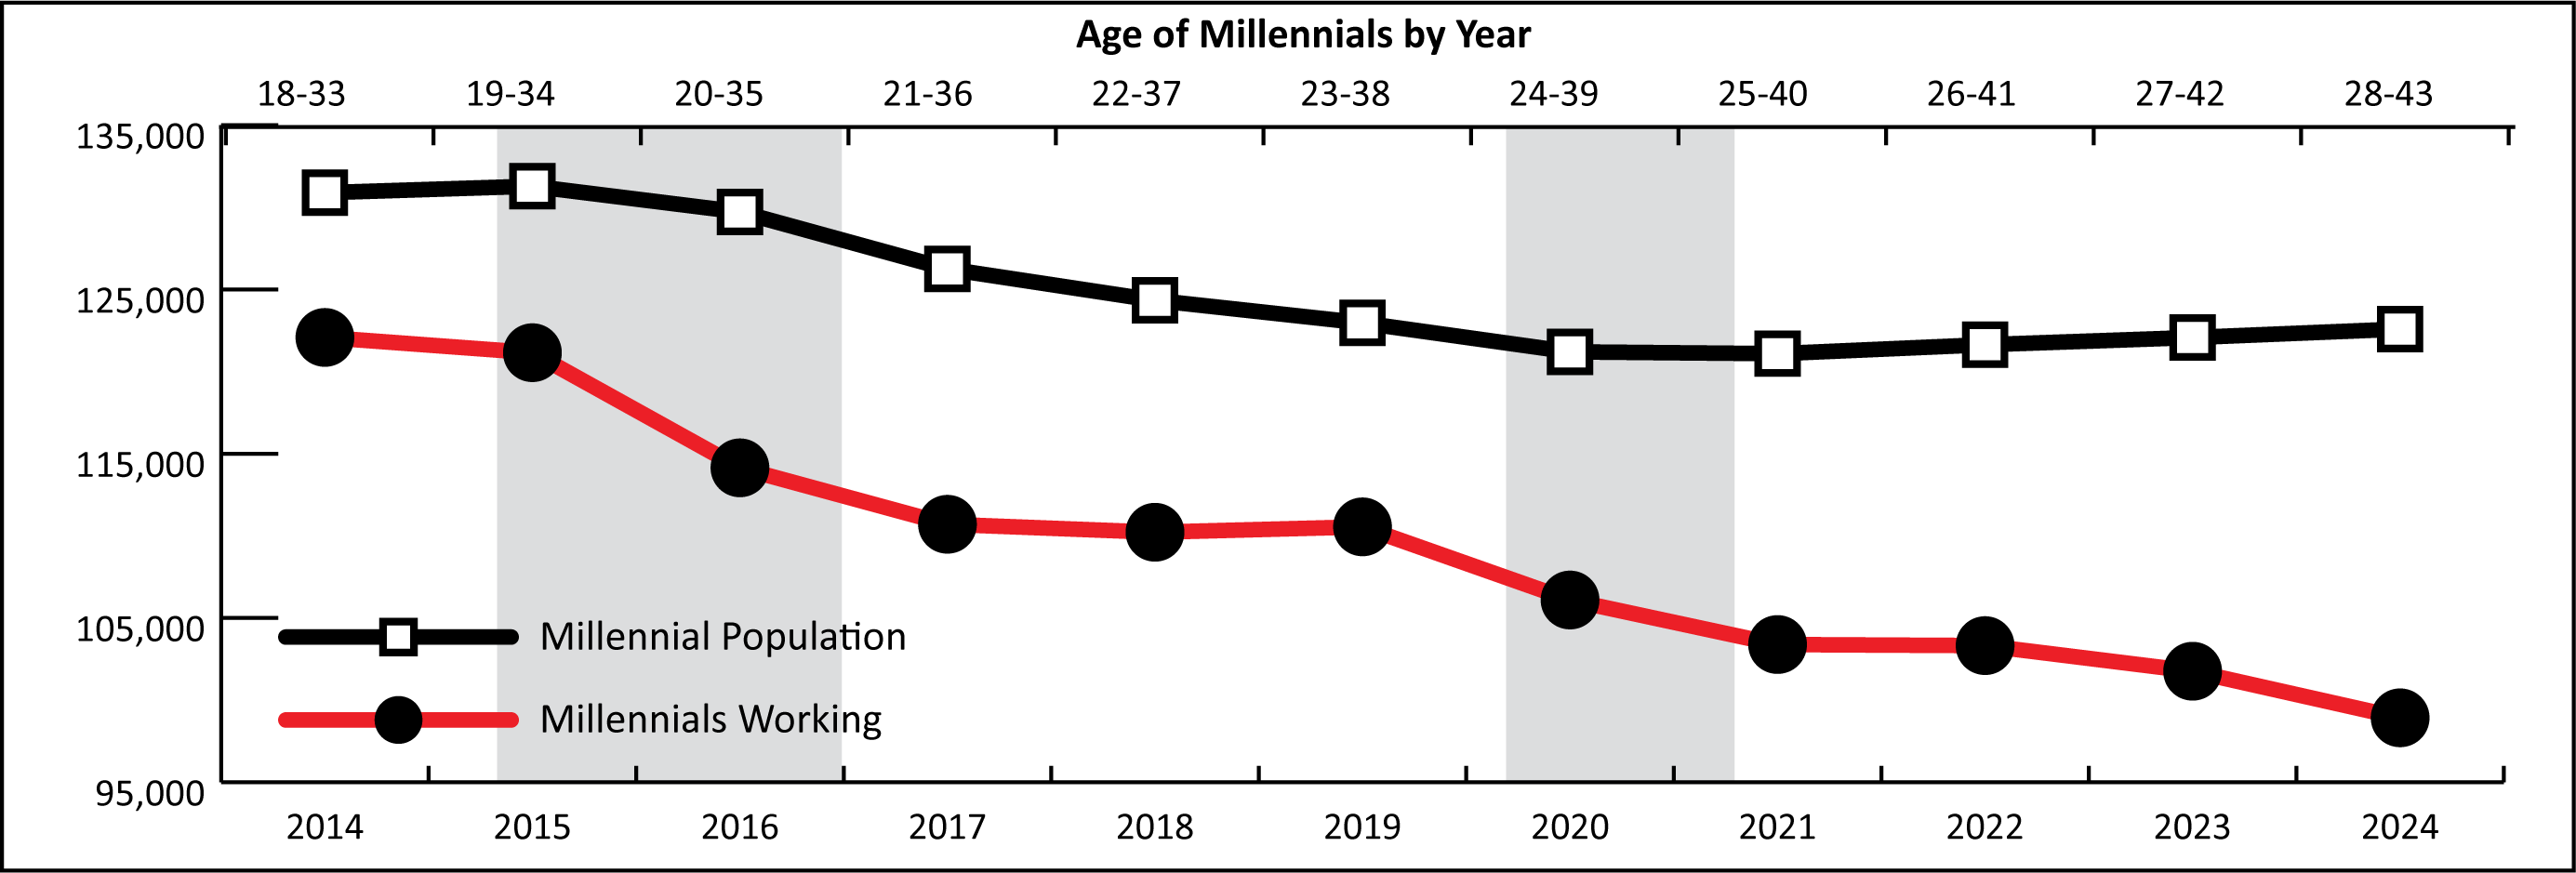 Age of Millennials by Year
18-33 19-34 20-35 21-36 22-37 23-38 24-39 25-40 26-41 27-42 28-43
135,000
125,000
115,000
105,000
95,000
Millennial Population
Millennials Working
2014 2015 2016 2017 2018 2019 2020 2021 2022 2023 2024